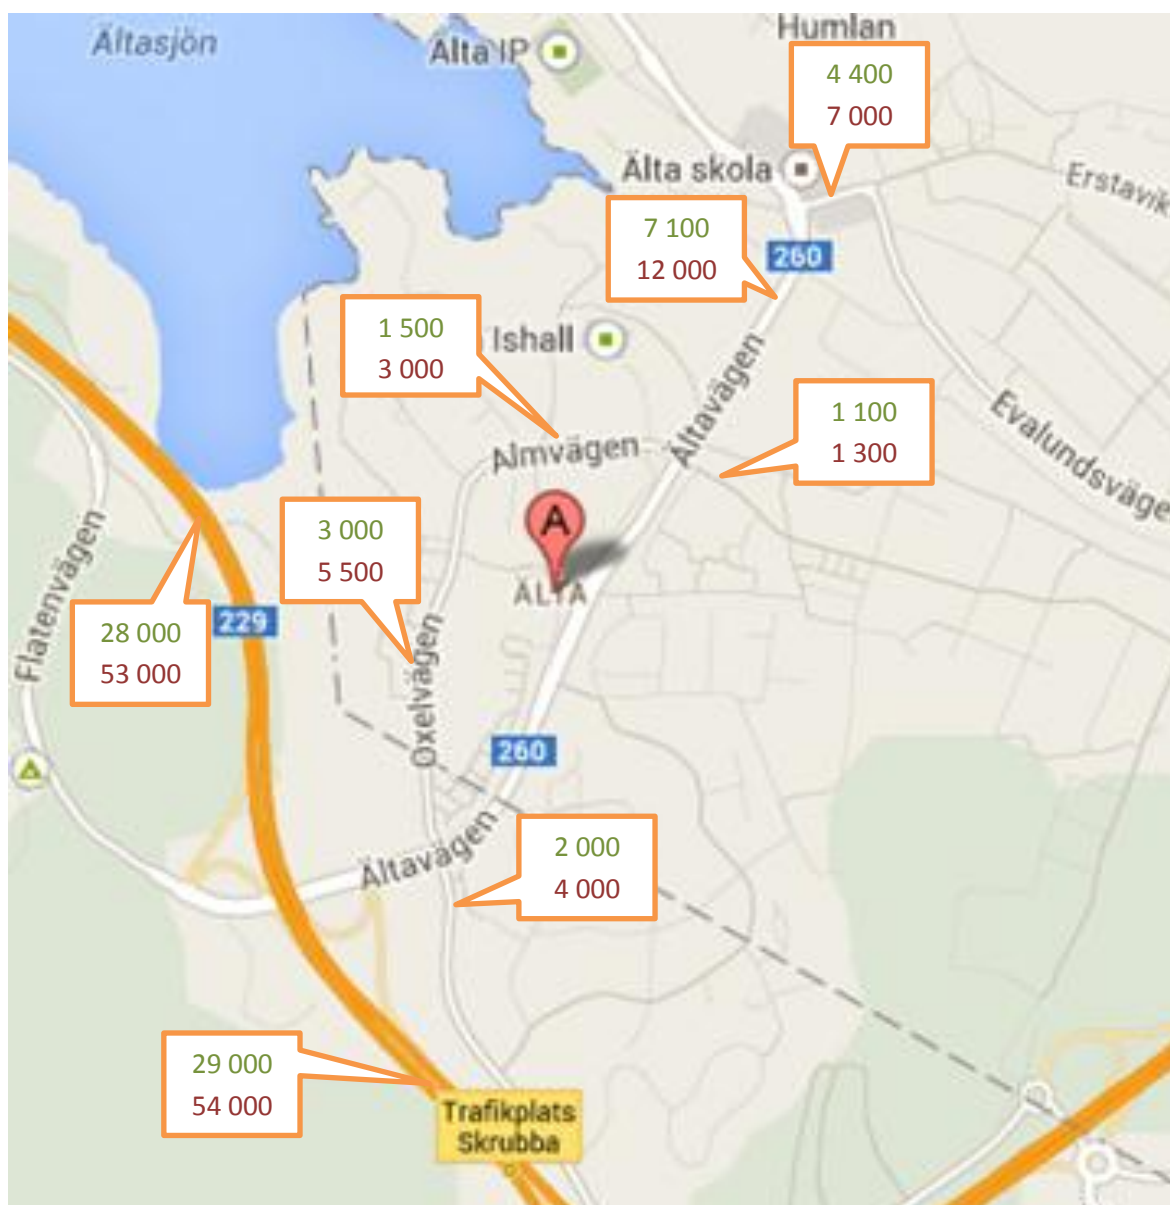 Ältasjön
Humlan
Älta IP
4 400
7 000
Älta skola
Erstavik
7 100
12 000
260
1 500
3 000
Ishall
Ältavägen
1 100
1 300
Almvägen
Evalundsväge
A
3 000
5 500
Flatenvägen
ÄLTA
28 000
53 000
229
Oxelvägen
260
Ältavägen
2 000
4 000
29 000
54 000
Trafikplats
Skrubba